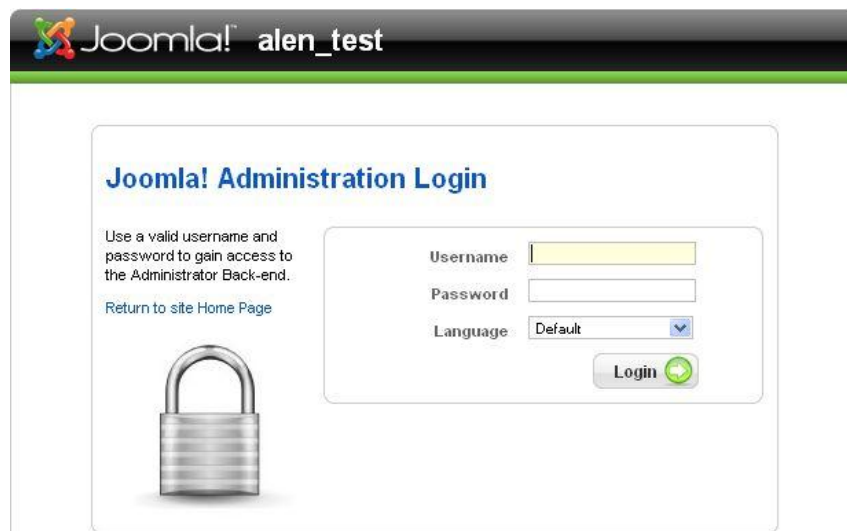 Joomla! alen_test
Joomla! Administration Login
Use a valid username and
password to gain access to
the Administrator Back-end.
Return to site Home Page
Username
Password
Language Default
Login